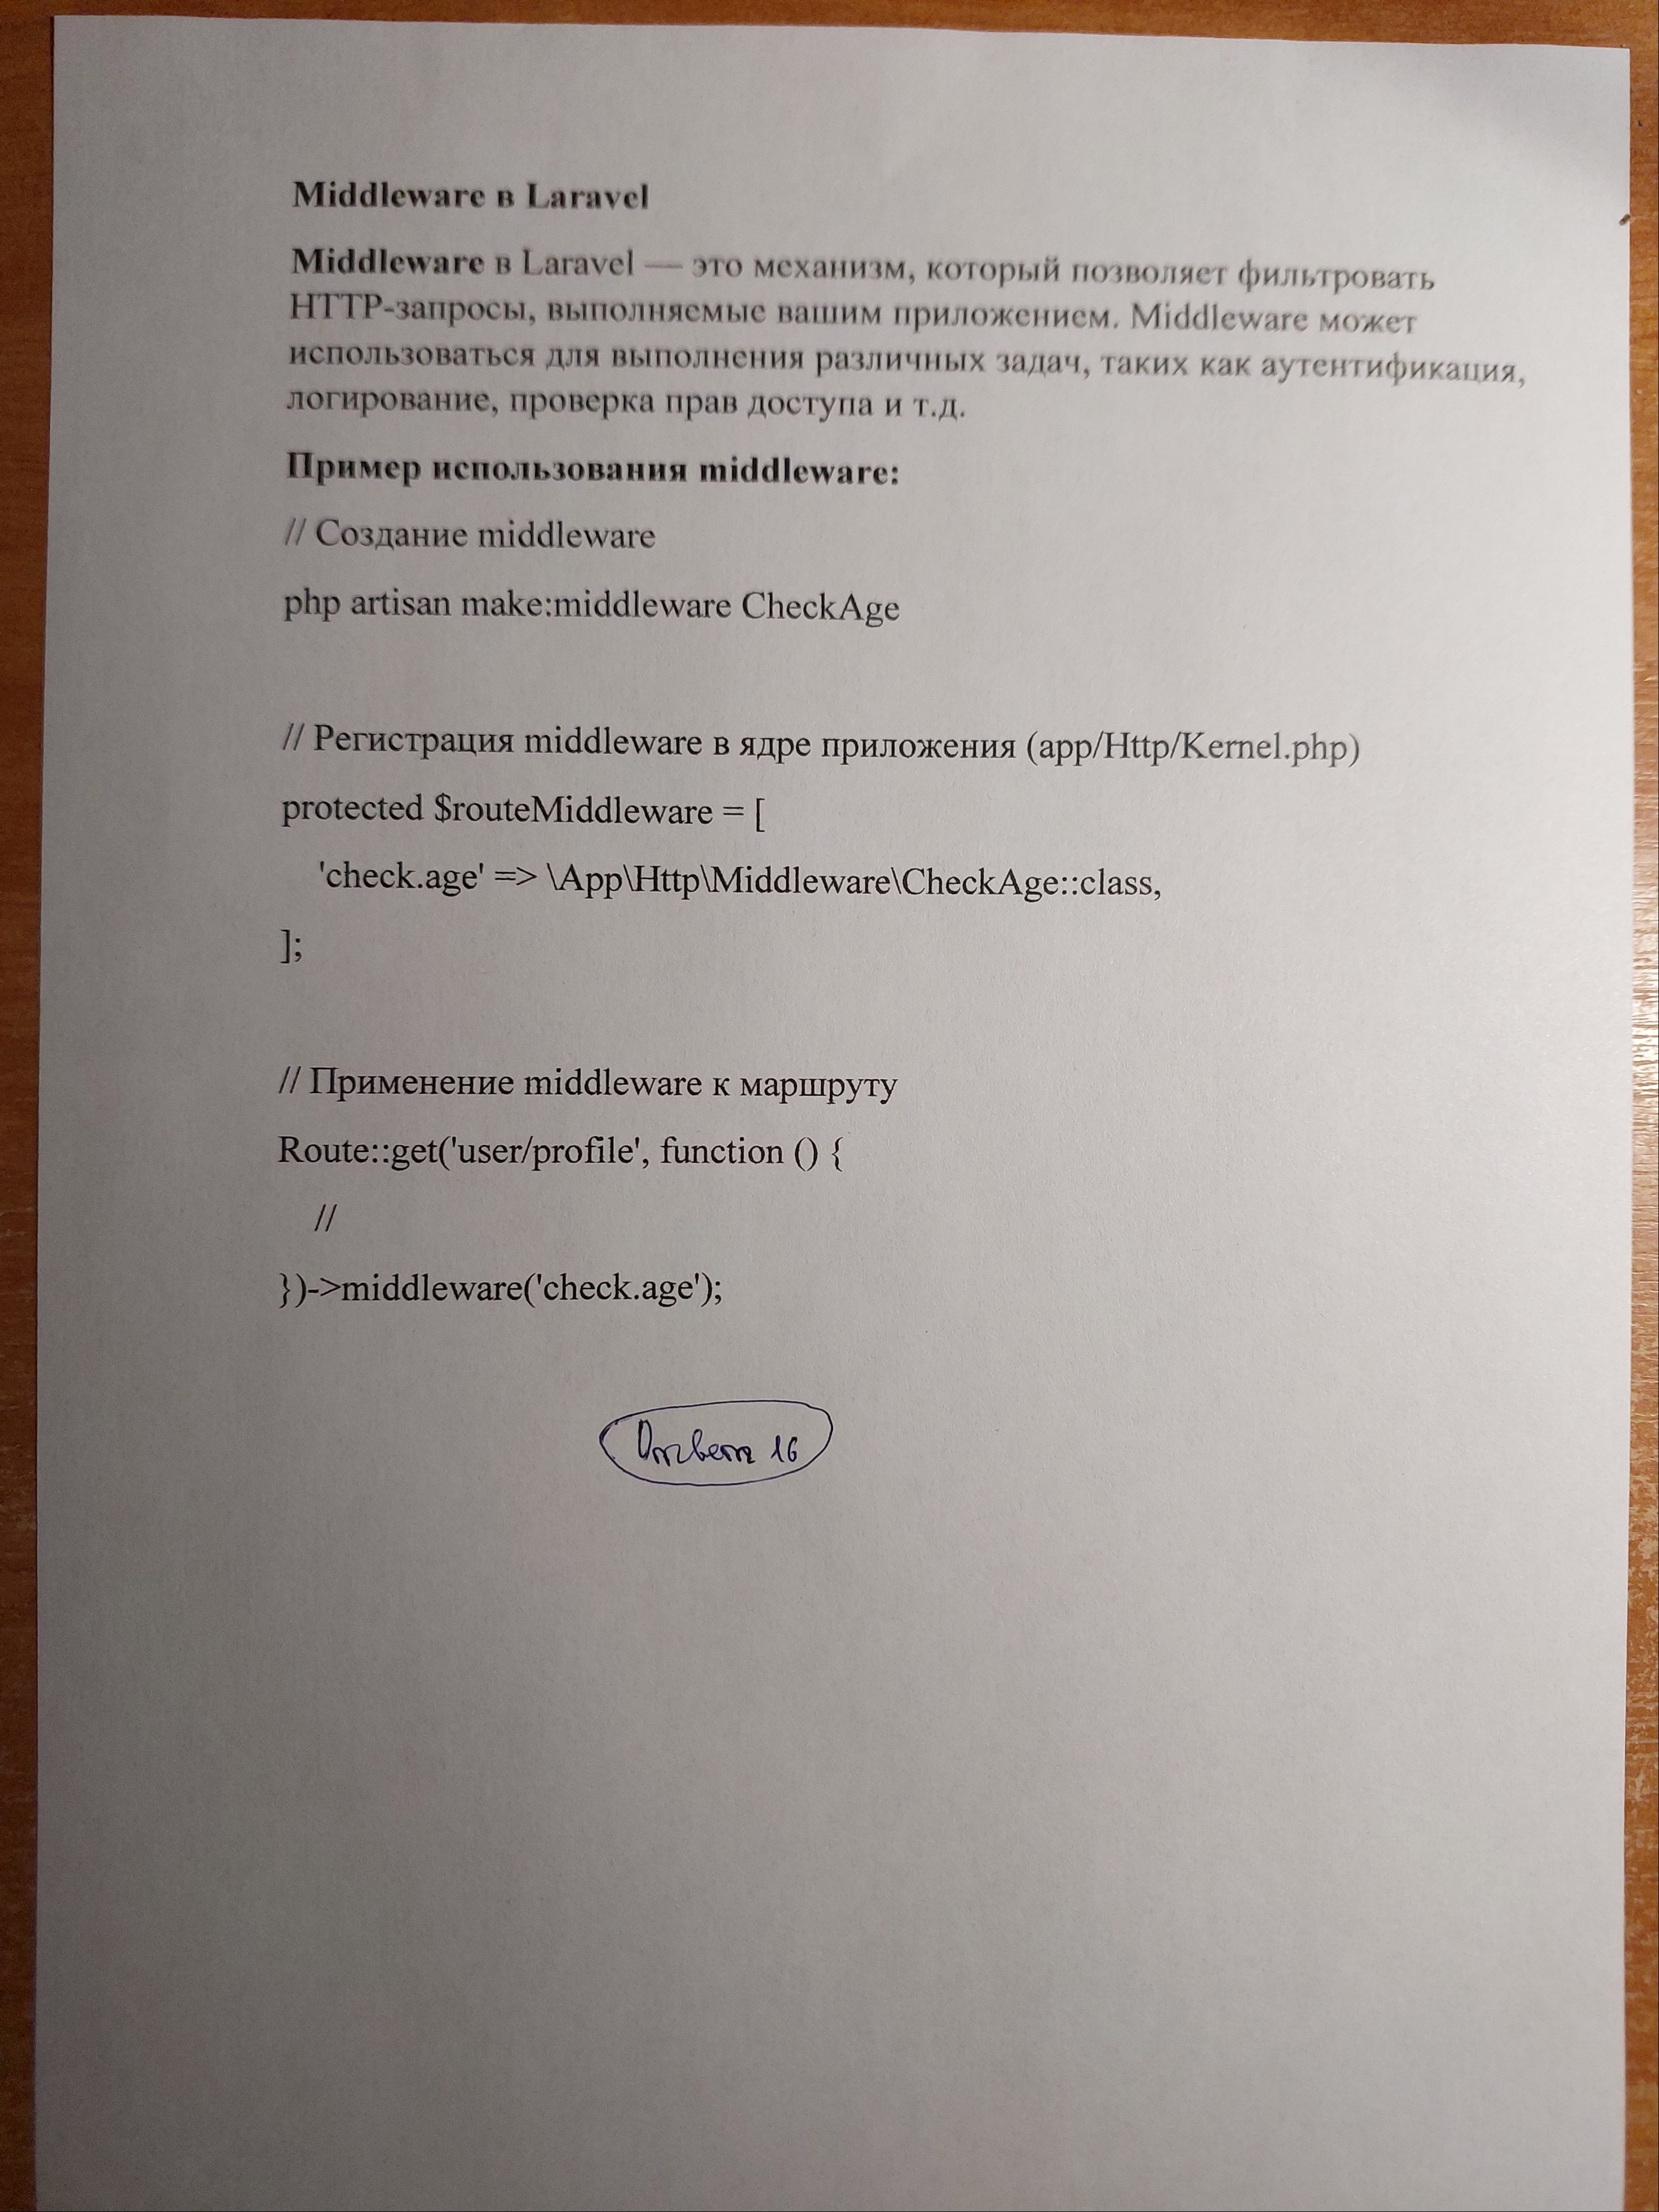 Middleware в Laravel
Middleware в Laravel — это механизм, который позволяет фильтровать
HTTP-запросы, выполняемые вашим приложением. Middleware может
использоваться для выполнения различных задач, таких как аутентификация,
логирование, проверка прав доступа и т.д.
Пример использования middleware:
// Создание middleware
php artisan make:middleware CheckAge
// Регистрация middleware в ядре приложения (app/Http/Kernel.php)
protected $routeMiddleware = [
'check.age' => \App\Http\Middleware\CheckAge::class,
];
// Применение middleware к маршруту
Route::get('user/profile', function () {
//
})->middleware('check.age');
16